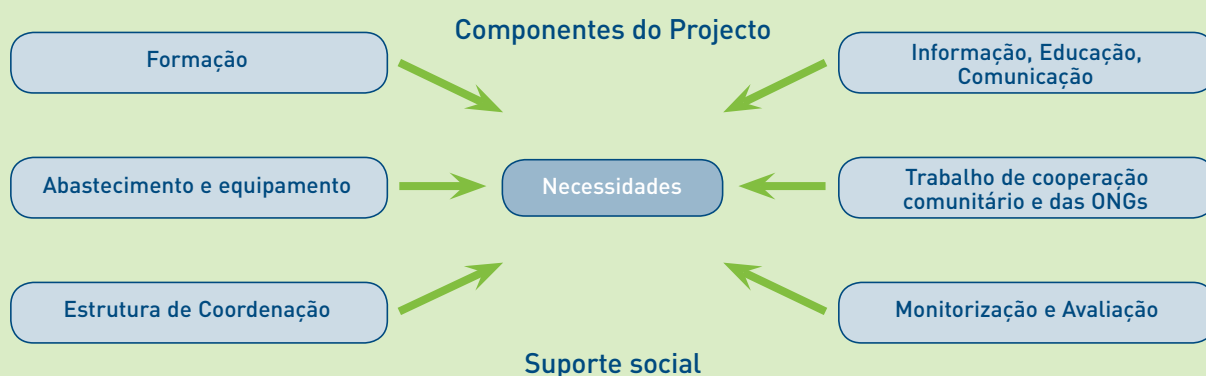 Componentes do Projecto
Formação
Informação, Educação,
Comunicação
Abastecimento e equipamento
Necessidades
Trabalho de cooperação
comunitário e das ONGs
Estrutura de Coordenação
Monitorização e Avaliação
Suporte social